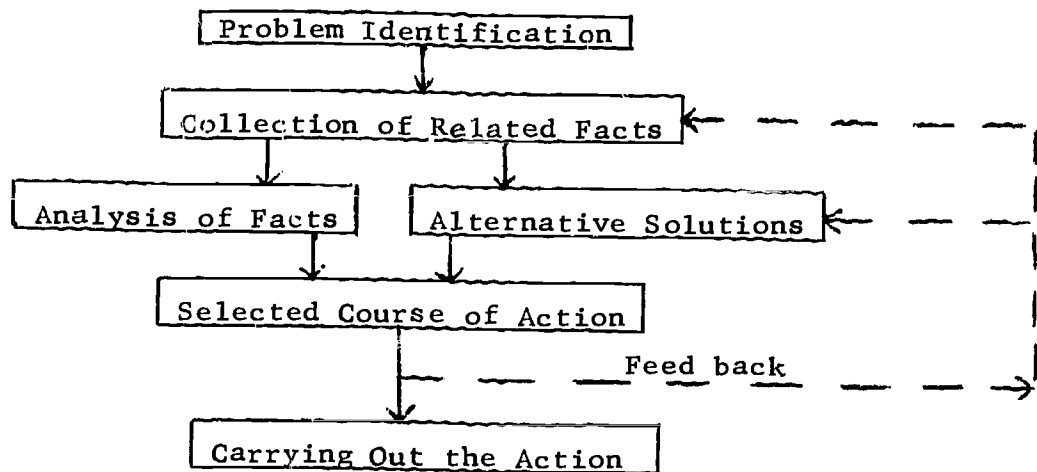 Problem Identification
Collection of Related Facts
Analysis of Facts
Alternative Solutions
Selected Course of Action
Feed back
Carrying Out the Action